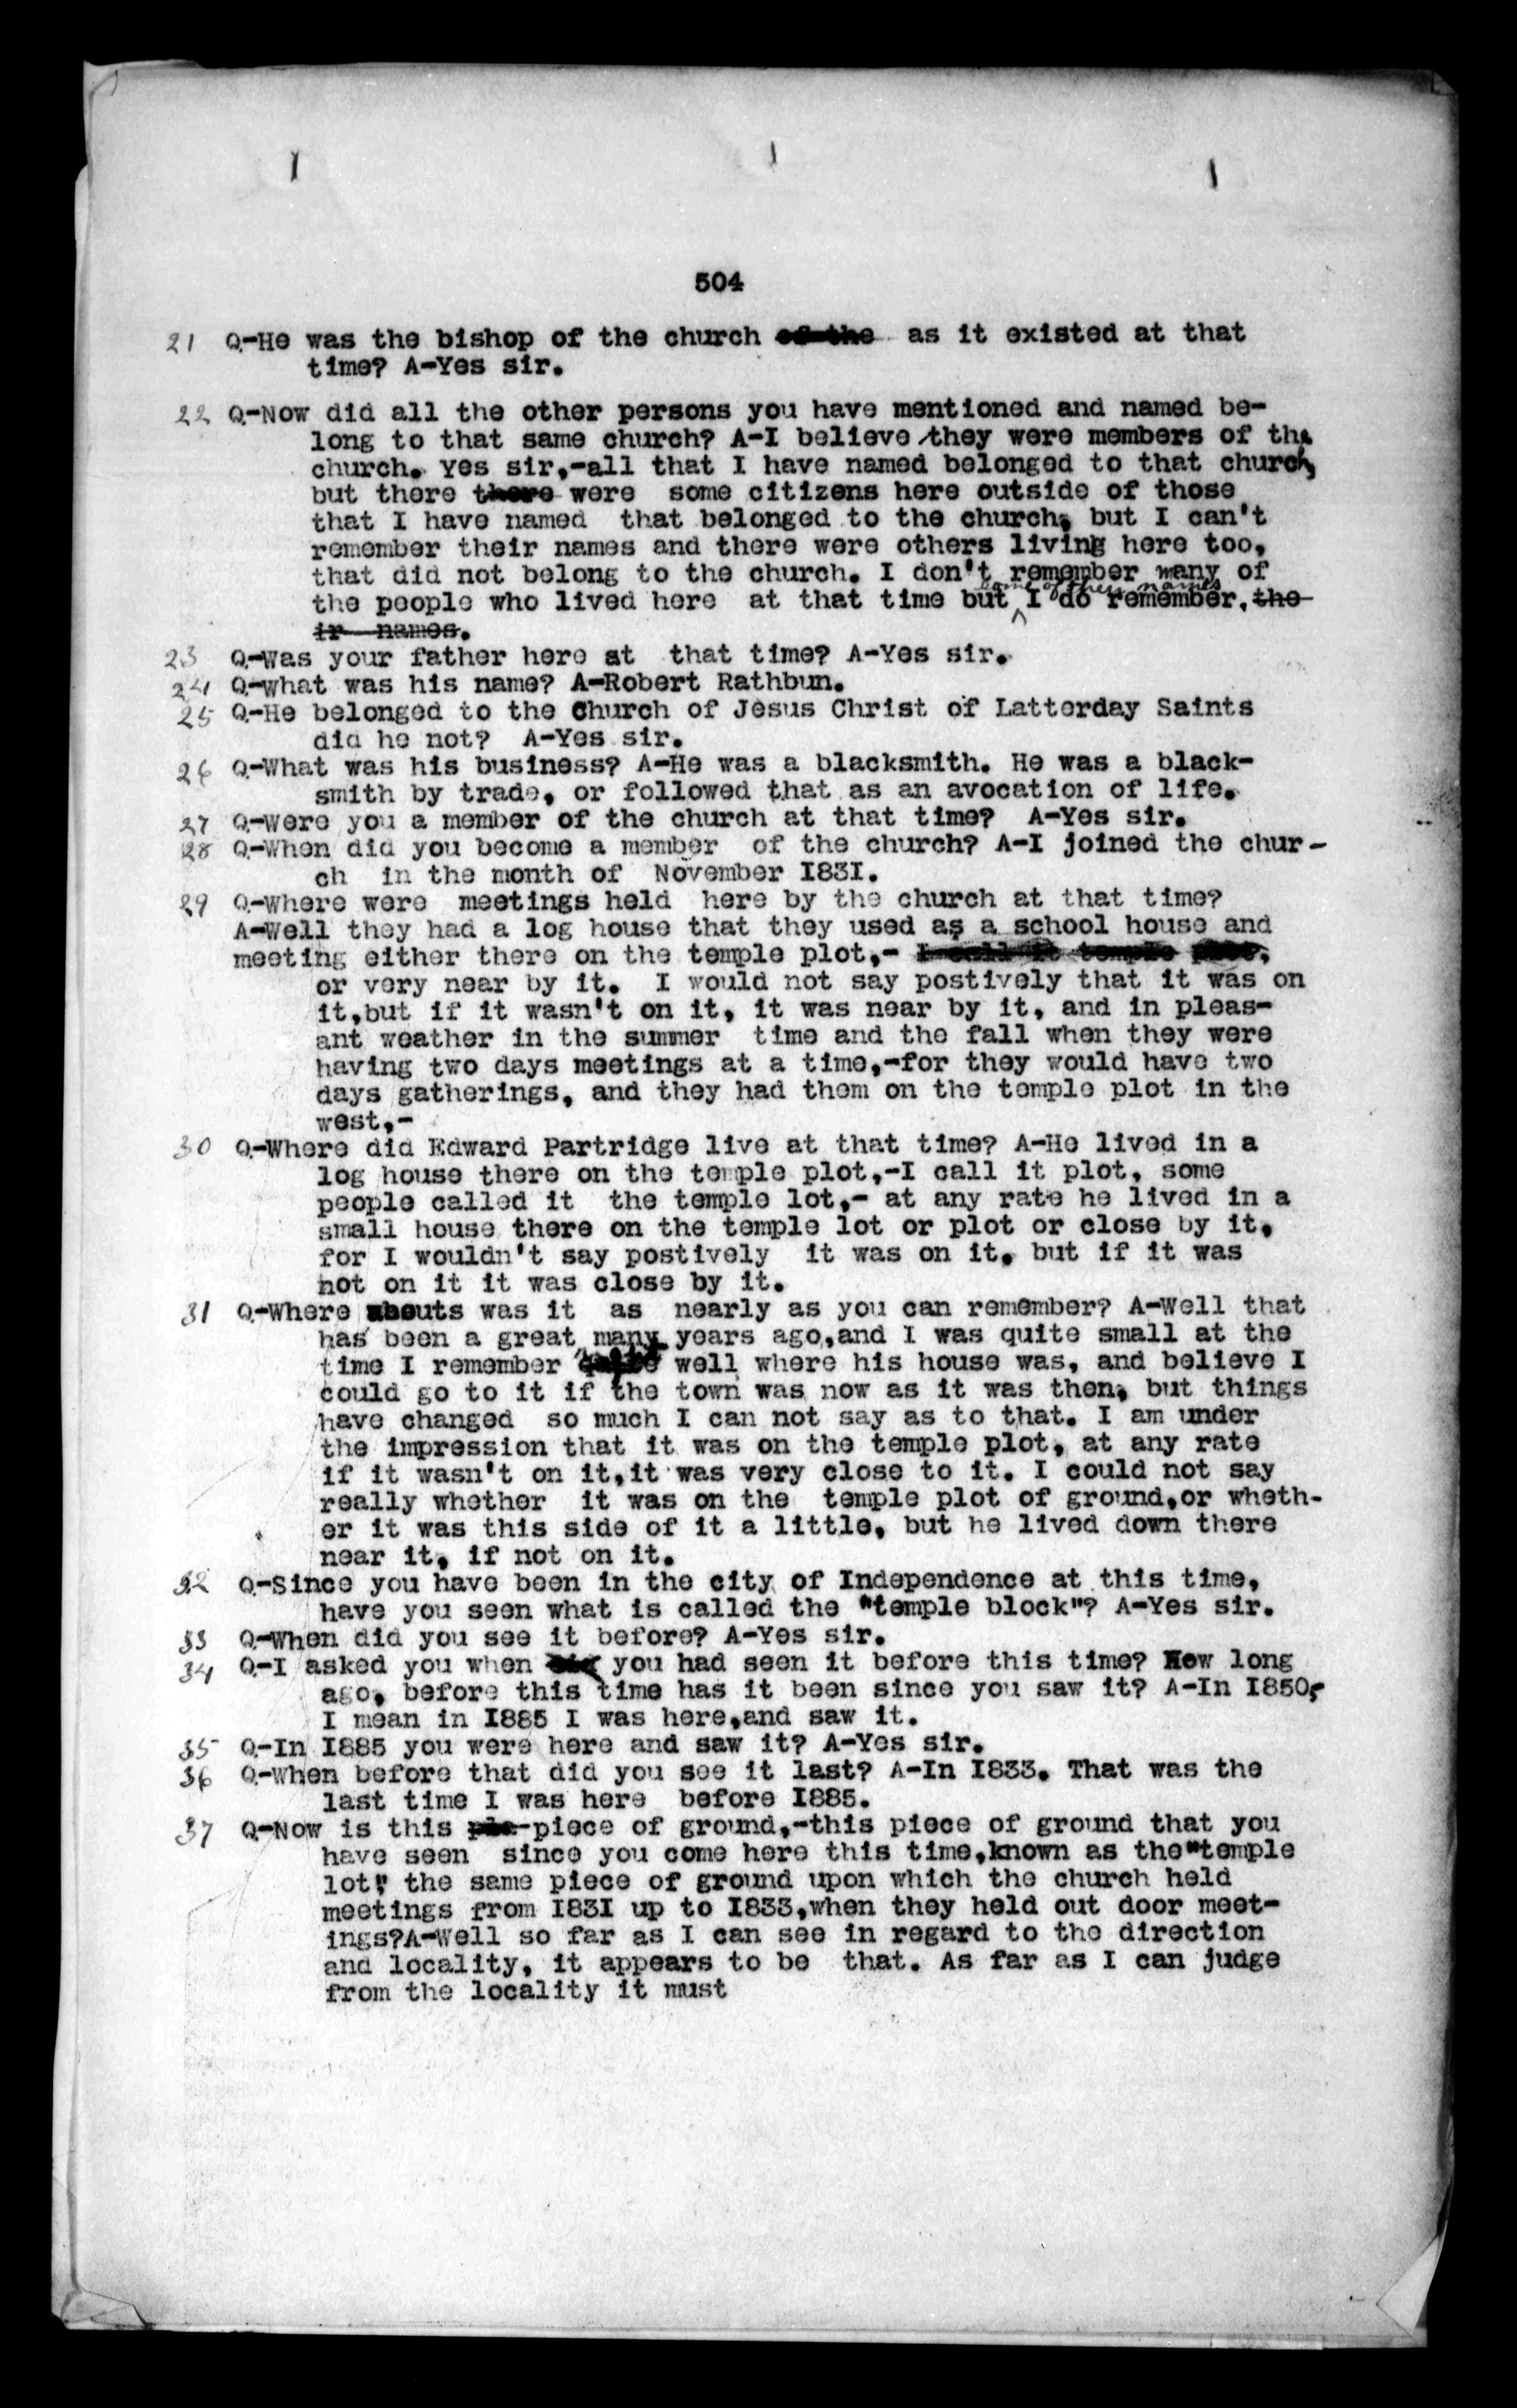 504
21 Q-He was the bishop of the church of the as it existed at that
time? A-Yes sir.
22 Q-Now did all the other persons you have mentioned and named be-
long to that same church? A-I believe they were members of the
church. Yes sir,-all that I have named belonged to that church,
but there there were some citizens here outside of those
that I have named that belonged to the church, but I can't
remember their names and there were others living here too,
that did not belong to the church. I don't remember many of
some of their names
the people who lived here at that time but I do remember. the
ir names.
23 Q-Was your father here at that time? A-Yes sir.
24 Q-What was his name? A-Robert Rathbun.
25 Q-He belonged to the Church of Jesus Christ of Latterday Saints
did he not? A-Yes sir.
26 Q-What was his business? A-He was a blacksmith. He was a black-
smith by trade, or followed that as an avocation of life.
27 Q-Were you a member of the church at that time? A-Yes sir.
28 Q-When did you become a member of the church? A-I joined the chur-
ch in the month of November I83I.
29 Q-Where were meetings held here by the church at that time?
A-Well they had a log house that they used as a school house and
meeting either there on the temple plot,- I call it temple plot,
or very near by it. I would not say postively that it was on
it,but if it wasn't on it, it was near by it, and in pleas-
ant weather in the summer time and the fall when they were
having two days meetings at a time,-for they would have two
days gatherings, and they had them on the temple plot in the
west,-
30 Q-Where did Edward Partridge live at that time? A-He lived in a
log house there on the temple plot,-I call it plot, some
people called it the temple lot,- at any rate he lived in a
small house there on the temple lot or plot or close by it,
for I wouldn't say postively it was on it, but if it was
not on it it was close by it.
31 Q-Where abouts was it as nearly as you can remember? A-Well that
has been a great many years ago,and I was quite small at the
time I remember quite well where his house was, and believe I
could go to it if the town was now as it was then, but things
have changed so much I can not say as to that. I am under
the impression that it was on the temple plot, at any rate
if it wasn't on it,it was very close to it. I could not say
really whether it was on the temple plot of ground,or wheth-
er it was this side of it a little, but he lived down there
near it, if not on it.
32 Q-Since you have been in the city of Independence at this time,
have you seen what is called the "temple block"? A-Yes sir.
33 Q-When did you see it before? A-Yes sir.
34 Q-I asked you when did you had seen it before this time? How long
ago, before this time has it been since you saw it? A-In I850,-
I mean in I885 I was here,and saw it.
35 Q-In I885 you were here and saw it? A-Yes sir.
36 Q-When before that did you see it last? A-In I833. That was the
last time I was here before I885.
37 Q-Now is this pie-piece of ground,-this piece of ground that you
have seen since you come here this time,known as the"temple
lot" the same piece of ground upon which the church held
meetings from I83I up to I833,when they held out door meet-
ings?A-Well so far as I can see in regard to the direction
and locality, it appears to be that. As far as I can judge
from the locality it must